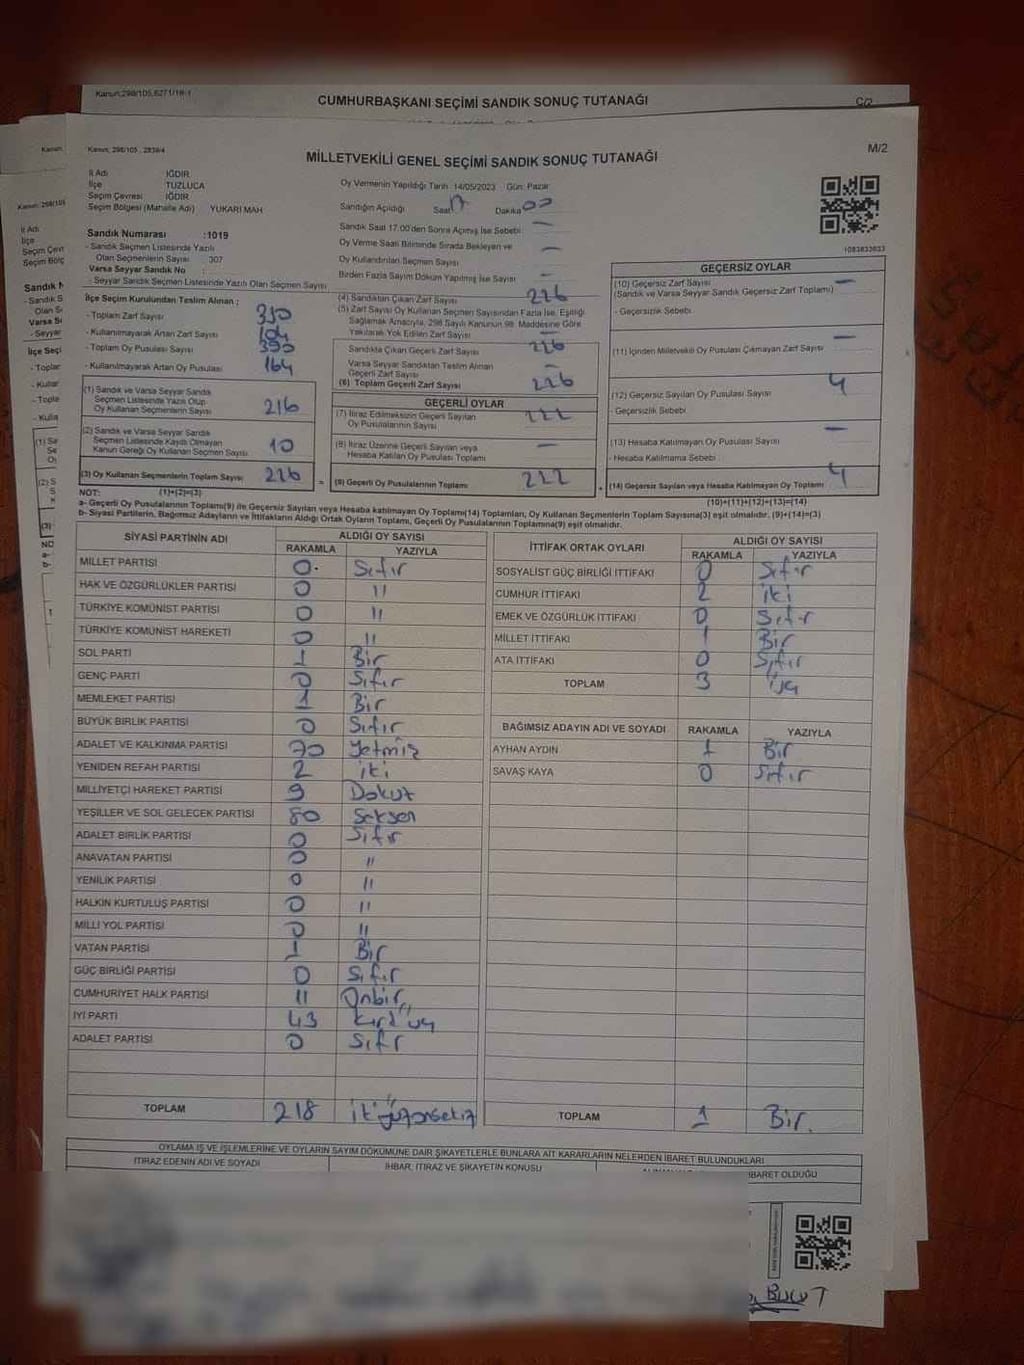 Kanun;298/105,6271/18-1
CUMHURBAŞKANI SEÇİMİ SANDIK SONUÇ TUTANAĞI
C/2
Kanun; 298/105 , 2839/4
MİLLETVEKİLİ GENEL SEÇİMİ SANDIK SONUÇ TUTANAĞI
M/2
İl Adı IĞDIR
İlçe TUZLUCA
Seçim Çevresi IĞDIR
Seçim Bölgesi (Mahalle Adı) YUKARI MAH
Sandık Numarası :1019
- Sandık Seçmen Listesinde Yazılı
Olan Seçmenlerin Sayısı 307
Varsa Seyyar Sandık No :
- Seyyar Sandık Seçmen Listesinde Yazılı Olan Seçmen Sayısı
İlçe Seçim Kurulundan Teslim Alınan ;
- Toplam Zarf Sayısı 390
- Kullanılmayarak Artan Zarf Sayısı 164
- Toplam Oy Pusulası Sayısı 390
- Kullanılmayarak Artan Oy Pusulası 164
(1) Sandık ve Varsa Seyyar Sandık
Seçmen Listesinde Yazılı Olup
Oy Kullanan Seçmenlerin Sayısı 216
(2) Sandık ve Varsa Seyyar Sandık
Seçmen Listesinde Kayıtlı Olmayan
Kanun Gereği Oy Kullanan Seçmen Sayısı 10
(3) Oy Kullanan Seçmenlerin Toplam Sayısı 226 =
Oy Vermenin Yapıldığı Tarih 14/05/2023 Gün: Pazar
Sandığın Açıldığı Saat 17 Dakika 00
Sandık Saat 17.00'den Sonra Açılmış İse Sebebi: —
Oy Verme Saati Bitiminde Sırada Bekleyen ve
Oy Kullandırılan Seçmen Sayısı —
Birden Fazla Sayım Döküm Yapılmış İse Sayısı —
(4) Sandıktan Çıkan Zarf Sayısı 226
(5) Zarf Sayısı Oy Kullanan Seçmen Sayısından Fazla İse, Eşitliği
Sağlamak Amacıyla, 298 Sayılı Kanunun 98. Maddesine Göre
Yakılarak Yok Edilen Zarf Sayısı —
Sandıkta Çıkan Geçerli Zarf Sayısı 226
Varsa Seyyar Sandıktan Teslim Alınan
Geçerli Zarf Sayısı —
(6) Toplam Geçerli Zarf Sayısı 226
GEÇERLİ OYLAR
(7) İtiraz Edilmeksizin Geçerli Sayılan
Oy Pusulalarının Sayısı 222
(8) İtiraz Üzerine Geçerli Sayılan veya
Hesaba Katılan Oy Pusulası Toplamı —
(9) Geçerli Oy Pusulalarının Toplamı 222 +
1083833633
GEÇERSİZ OYLAR
(10) Geçersiz Zarf Sayısı —
(Sandık ve Varsa Seyyar Sandık Geçersiz Zarf Toplamı)
- Geçersizlik Sebebi
(11) İçinden Milletvekili Oy Pusulası Çıkmayan Zarf Sayısı —
(12) Geçersiz Sayılan Oy Pusulası Sayısı 4
- Geçersizlik Sebebi
(13) Hesaba Katılmayan Oy Pusulası Sayısı —
- Hesaba Katılmama Sebebi
(14) Geçersiz Sayılan veya Hesaba Katılmayan Oy Toplamı 4
NOT: (1)+(2)=(3)
(10)+(11)+(12)+(13)=(14)
a- Geçerli Oy Pusulaları Toplamı(9) ile Geçersiz Sayılan veya Hesaba katılmayan Oy Toplamı(14) Toplamları, Oy Kullanan Seçmenlerin Toplam Sayısına(3) eşit olmalıdır. (9)+(14)=(3)
b- Siyasi Partilerin, Bağımsız Adayların ve İttifakların Aldığı Ortak Oyların Toplamı, Geçerli Oy Pusulalarının Toplamına(9) eşit olmalıdır.
SİYASİ PARTİNİN ADI
ALDIĞI OY SAYISI
RAKAMLA YAZIYLA
MİLLET PARTİSİ 0 Sıfır
HAK VE ÖZGÜRLÜKLER PARTİSİ 0 "
TÜRKİYE KOMÜNİST PARTİSİ 0 "
TÜRKİYE KOMÜNİST HAREKETİ 0 "
SOL PARTİ 1 Bir
GENÇ PARTİ 0 Sıfır
MEMLEKET PARTİSİ 1 Bir
BÜYÜK BİRLİK PARTİSİ 0 Sıfır
ADALET VE KALKINMA PARTİSİ 70 Yetmiş
YENİDEN REFAH PARTİSİ 2 iki
MİLLİYETÇİ HAREKET PARTİSİ 9 Dokuz
YEŞİLLER VE SOL GELECEK PARTİSİ 80 Seksen
ADALET BİRLİK PARTİSİ 0 Sıfır
ANAVATAN PARTİSİ 0 "
YENİLİK PARTİSİ 0 "
HALKIN KURTULUŞ PARTİSİ 0 "
MİLLİ YOL PARTİSİ 0 "
VATAN PARTİSİ 1 Bir
GÜÇ BİRLİĞİ PARTİSİ 0 Sıfır
CUMHURİYET HALK PARTİSİ 11 Onbir
İYİ PARTİ 43 Kırküç
ADALET PARTİSİ 0 Sıfır
TOPLAM 218 ikiyüzonsekiz
İTTİFAK ORTAK OYLARI
ALDIĞI OY SAYISI
RAKAMLA YAZIYLA
SOSYALİST GÜÇ BİRLİĞİ İTTİFAKI 0 Sıfır
CUMHUR İTTİFAKI 2 iki
EMEK VE ÖZGÜRLÜK İTTİFAKI 0 Sıfır
MİLLET İTTİFAKI 1 Bir
ATA İTTİFAKI 0 Sıfır
TOPLAM 3 Üç
BAĞIMSIZ ADAYIN ADI VE SOYADI RAKAMLA YAZIYLA
AYHAN AYDIN 1 Bir
SAVAŞ KAYA 0 Sıfır
TOPLAM 1 Bir.
OYLAMA İŞ VE İŞLEMLERİNE VE OYLARIN SAYIM DÖKÜMÜNE DAİR ŞİKAYETLERLE BUNLARA AİT KARARLARIN NELERDEN İBARET BULUNDUKLARI
İTİRAZ EDENİN ADI VE SOYADI
İHBAR, İTİRAZ VE ŞİKAYETİN KONUSU
İBARET OLDUĞU
BULUT